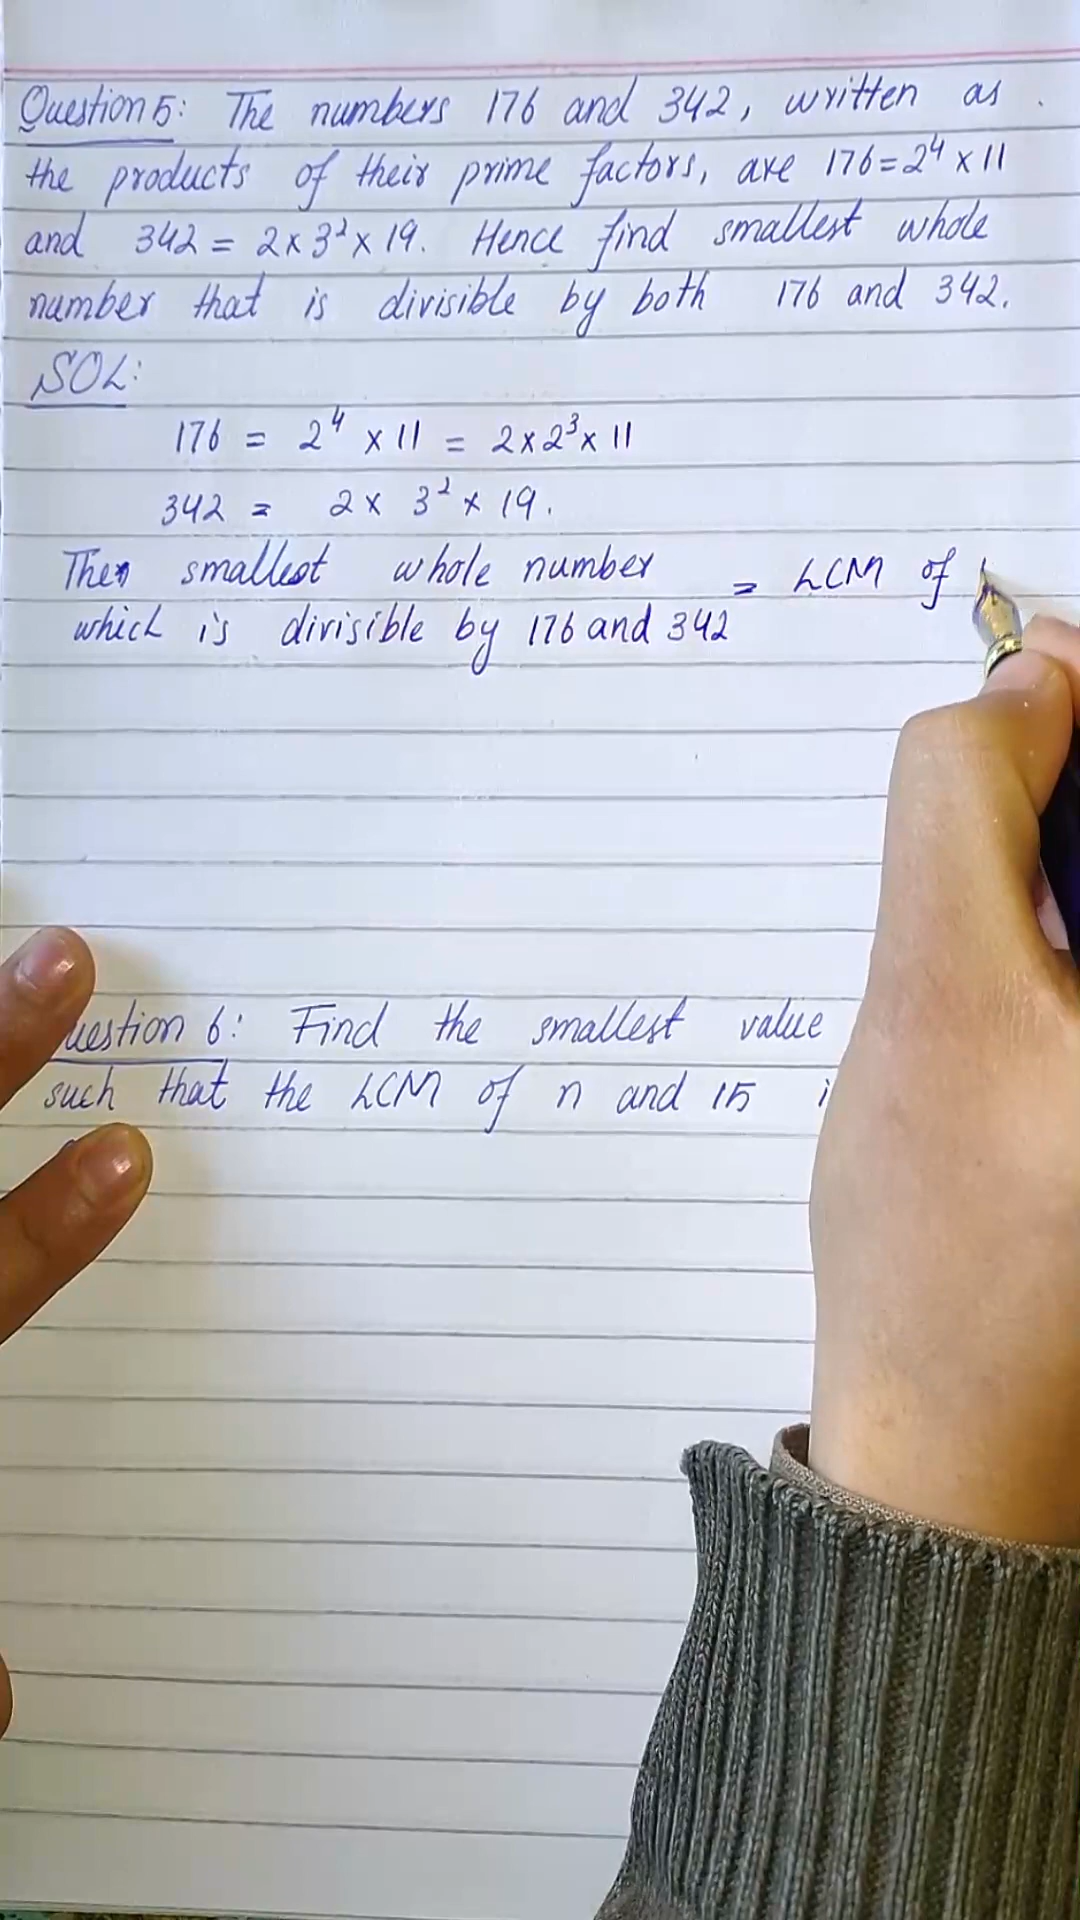 Question 5: The numbers 176 and 342, written as
the products of their prime factors, are 176 = 2⁴ × 11
and 342 = 2 × 3² × 19. Hence find smallest whole
number that is divisible by both 176 and 342.
SOL:
176 = 2⁴ × 11 = 2 × 2³ × 11
342 = 2 × 3² × 19.
Then smallest whole number
which is divisible by 176 and 342 = LCM of
uestion 6: Find the smallest value
such that the LCM of n and 15 i